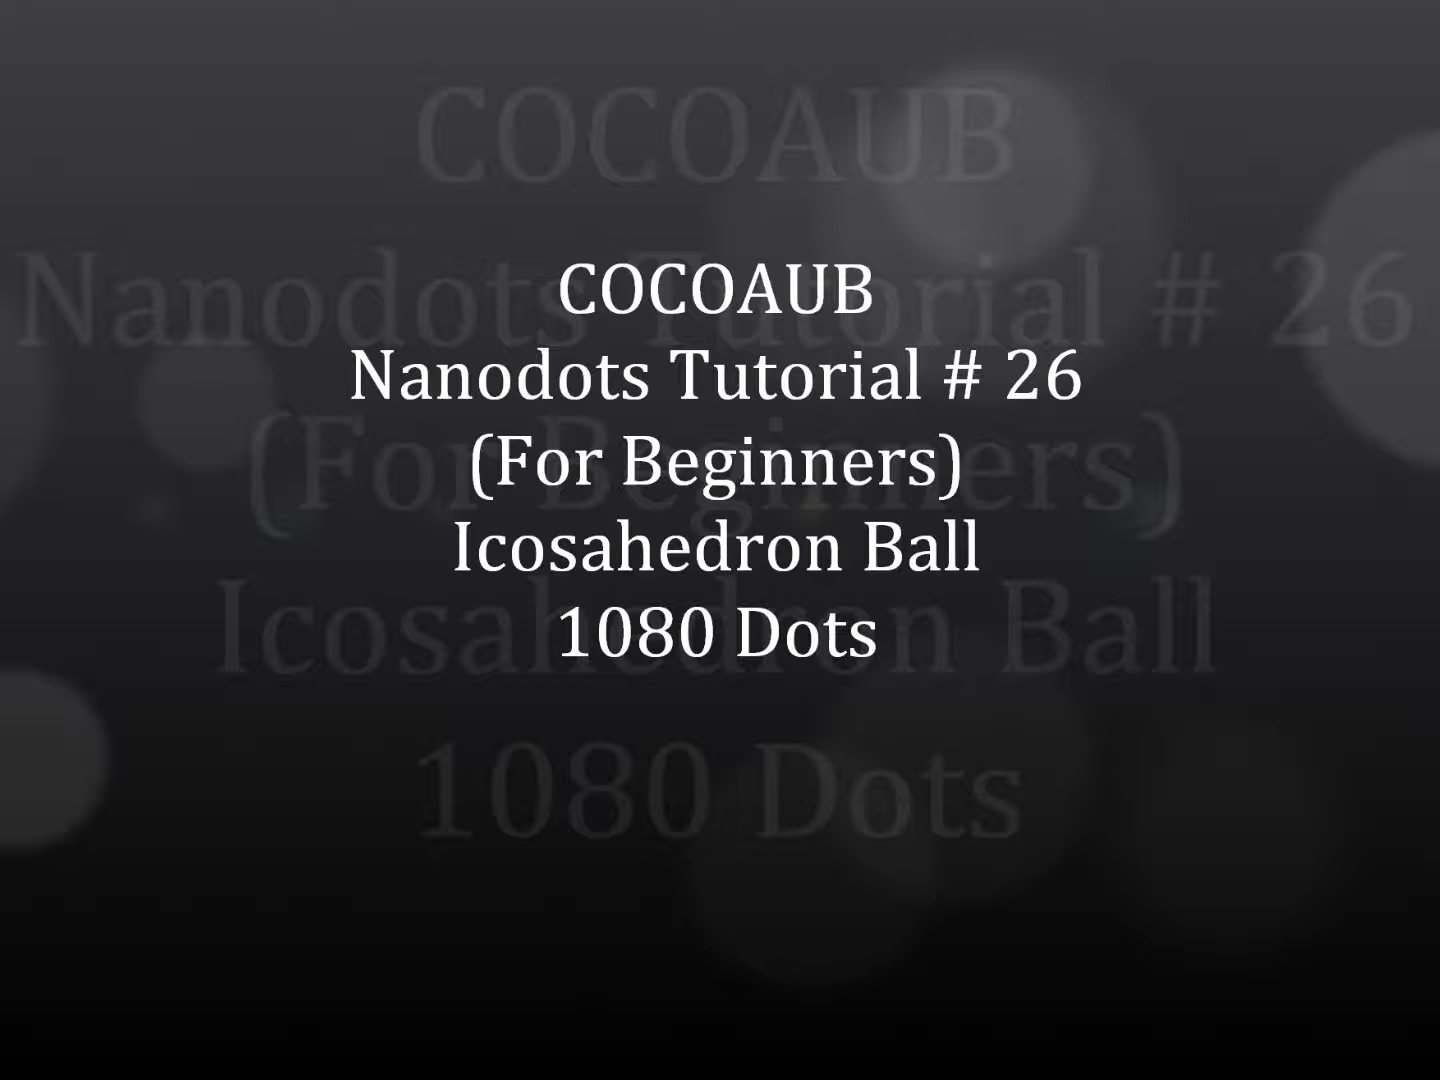 COCOAUB
Nanodots Tutorial # 26
(For Beginners)
Icosahedron Ball
1080 Dots